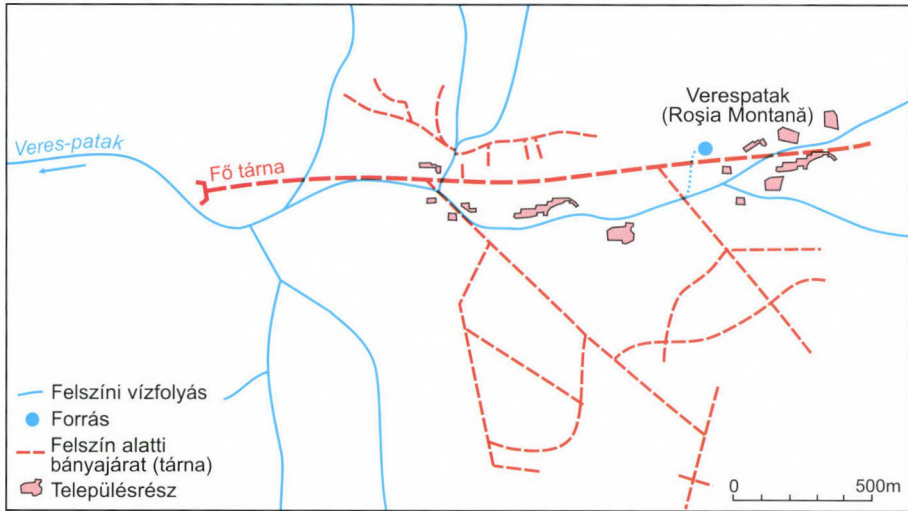 Verespatak
(Roşia Montană)
Veres-patak
Fő tárna
Felszíni vízfolyás
Forrás
Felszín alatti
bányajárat (tárna)
Településrész
0 500m